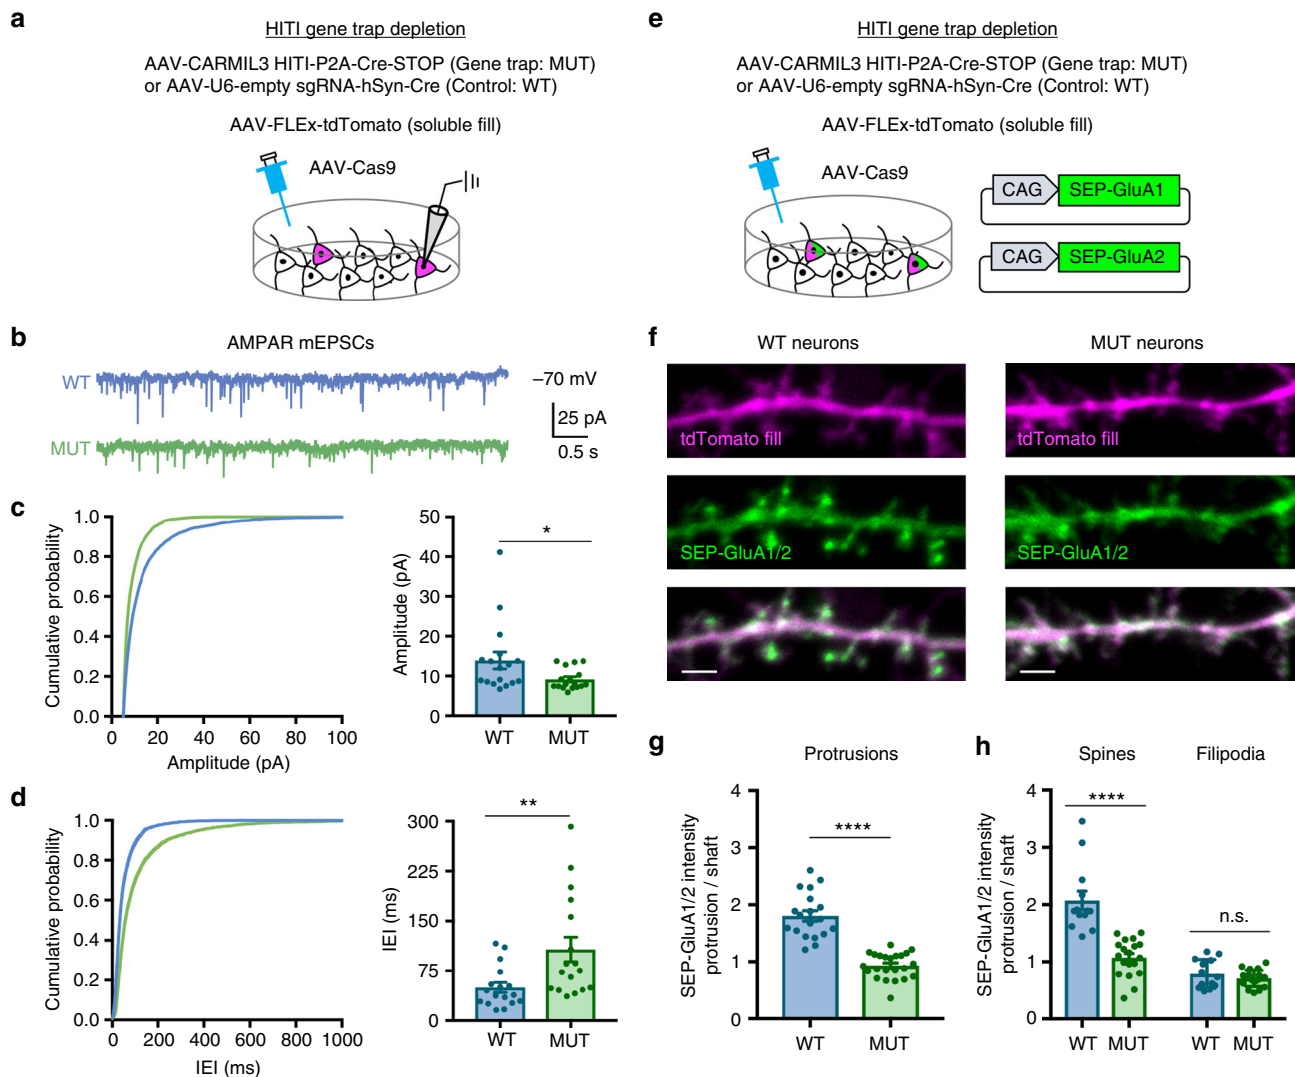 a
HITI gene trap depletion
AAV-CARMIL3 HITI-P2A-Cre-STOP (Gene trap: MUT)
or AAV-U6-empty sgRNA-hSyn-Cre (Control: WT)
AAV-FLEx-tdTomato (soluble fill)
AAV-Cas9
e
HITI gene trap depletion
AAV-CARMIL3 HITI-P2A-Cre-STOP (Gene trap: MUT)
or AAV-U6-empty sgRNA-hSyn-Cre (Control: WT)
AAV-FLEx-tdTomato (soluble fill)
AAV-Cas9
CAG SEP-GluA1
CAG SEP-GluA2
b
AMPAR mEPSCs
WT
–70 mV
25 pA
0.5 s
MUT
f
WT neurons
MUT neurons
tdTomato fill
tdTomato fill
SEP-GluA1/2
SEP-GluA1/2
c
Cumulative probability
1.0
0.8
0.6
0.4
0.2
0.0
0 20 40 60 80 100
Amplitude (pA)
Amplitude (pA)
50
40
30
20
10
0
*
WT MUT
d
Cumulative probability
1.0
0.8
0.6
0.4
0.2
0.0
0 200 400 600 800 1000
IEI (ms)
IEI (ms)
300
225
150
75
0
**
WT MUT
g
Protrusions
SEP-GluA1/2 intensity
protrusion / shaft
4
3
2
1
0
****
WT MUT
h
Spines Filipodia
SEP-GluA1/2 intensity
protrusion / shaft
4
3
2
1
0
****
n.s.
WT MUT WT MUT